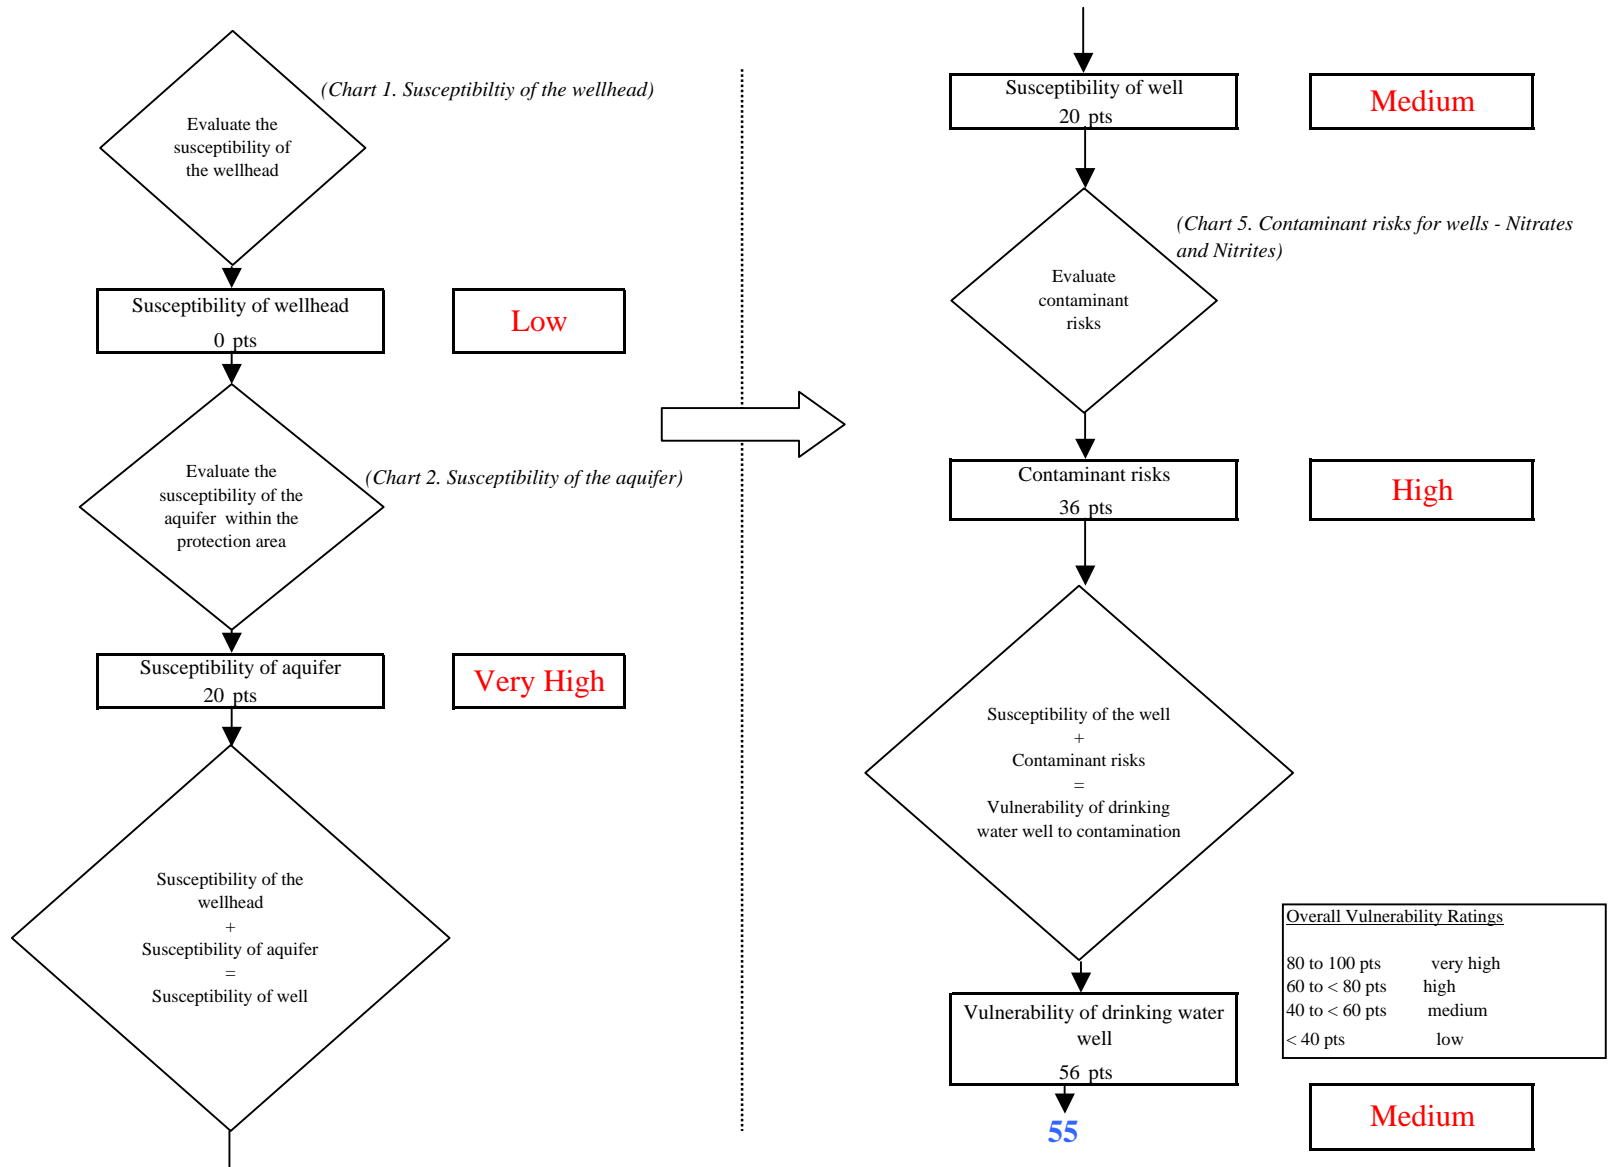 (Chart 1. Susceptibiltiy of the wellhead)
Evaluate the
susceptibility of
the wellhead
Susceptibility of wellhead
0 pts
Low
Evaluate the
susceptibility of the
aquifer within the
protection area
(Chart 2. Susceptibility of the aquifer)
Susceptibility of aquifer
20 pts
Very High
Susceptibility of the
wellhead
+
Susceptibility of aquifer
=
Susceptibility of well
Susceptibility of well
20 pts
Medium
(Chart 5. Contaminant risks for wells - Nitrates
and Nitrites)
Evaluate
contaminant
risks
Contaminant risks
36 pts
High
Susceptibility of the well
+
Contaminant risks
=
Vulnerability of drinking
water well to contamination
Overall Vulnerability Ratings
80 to 100 pts very high
60 to < 80 pts high
40 to < 60 pts medium
< 40 pts low
Vulnerability of drinking water
well
56 pts
55
Medium